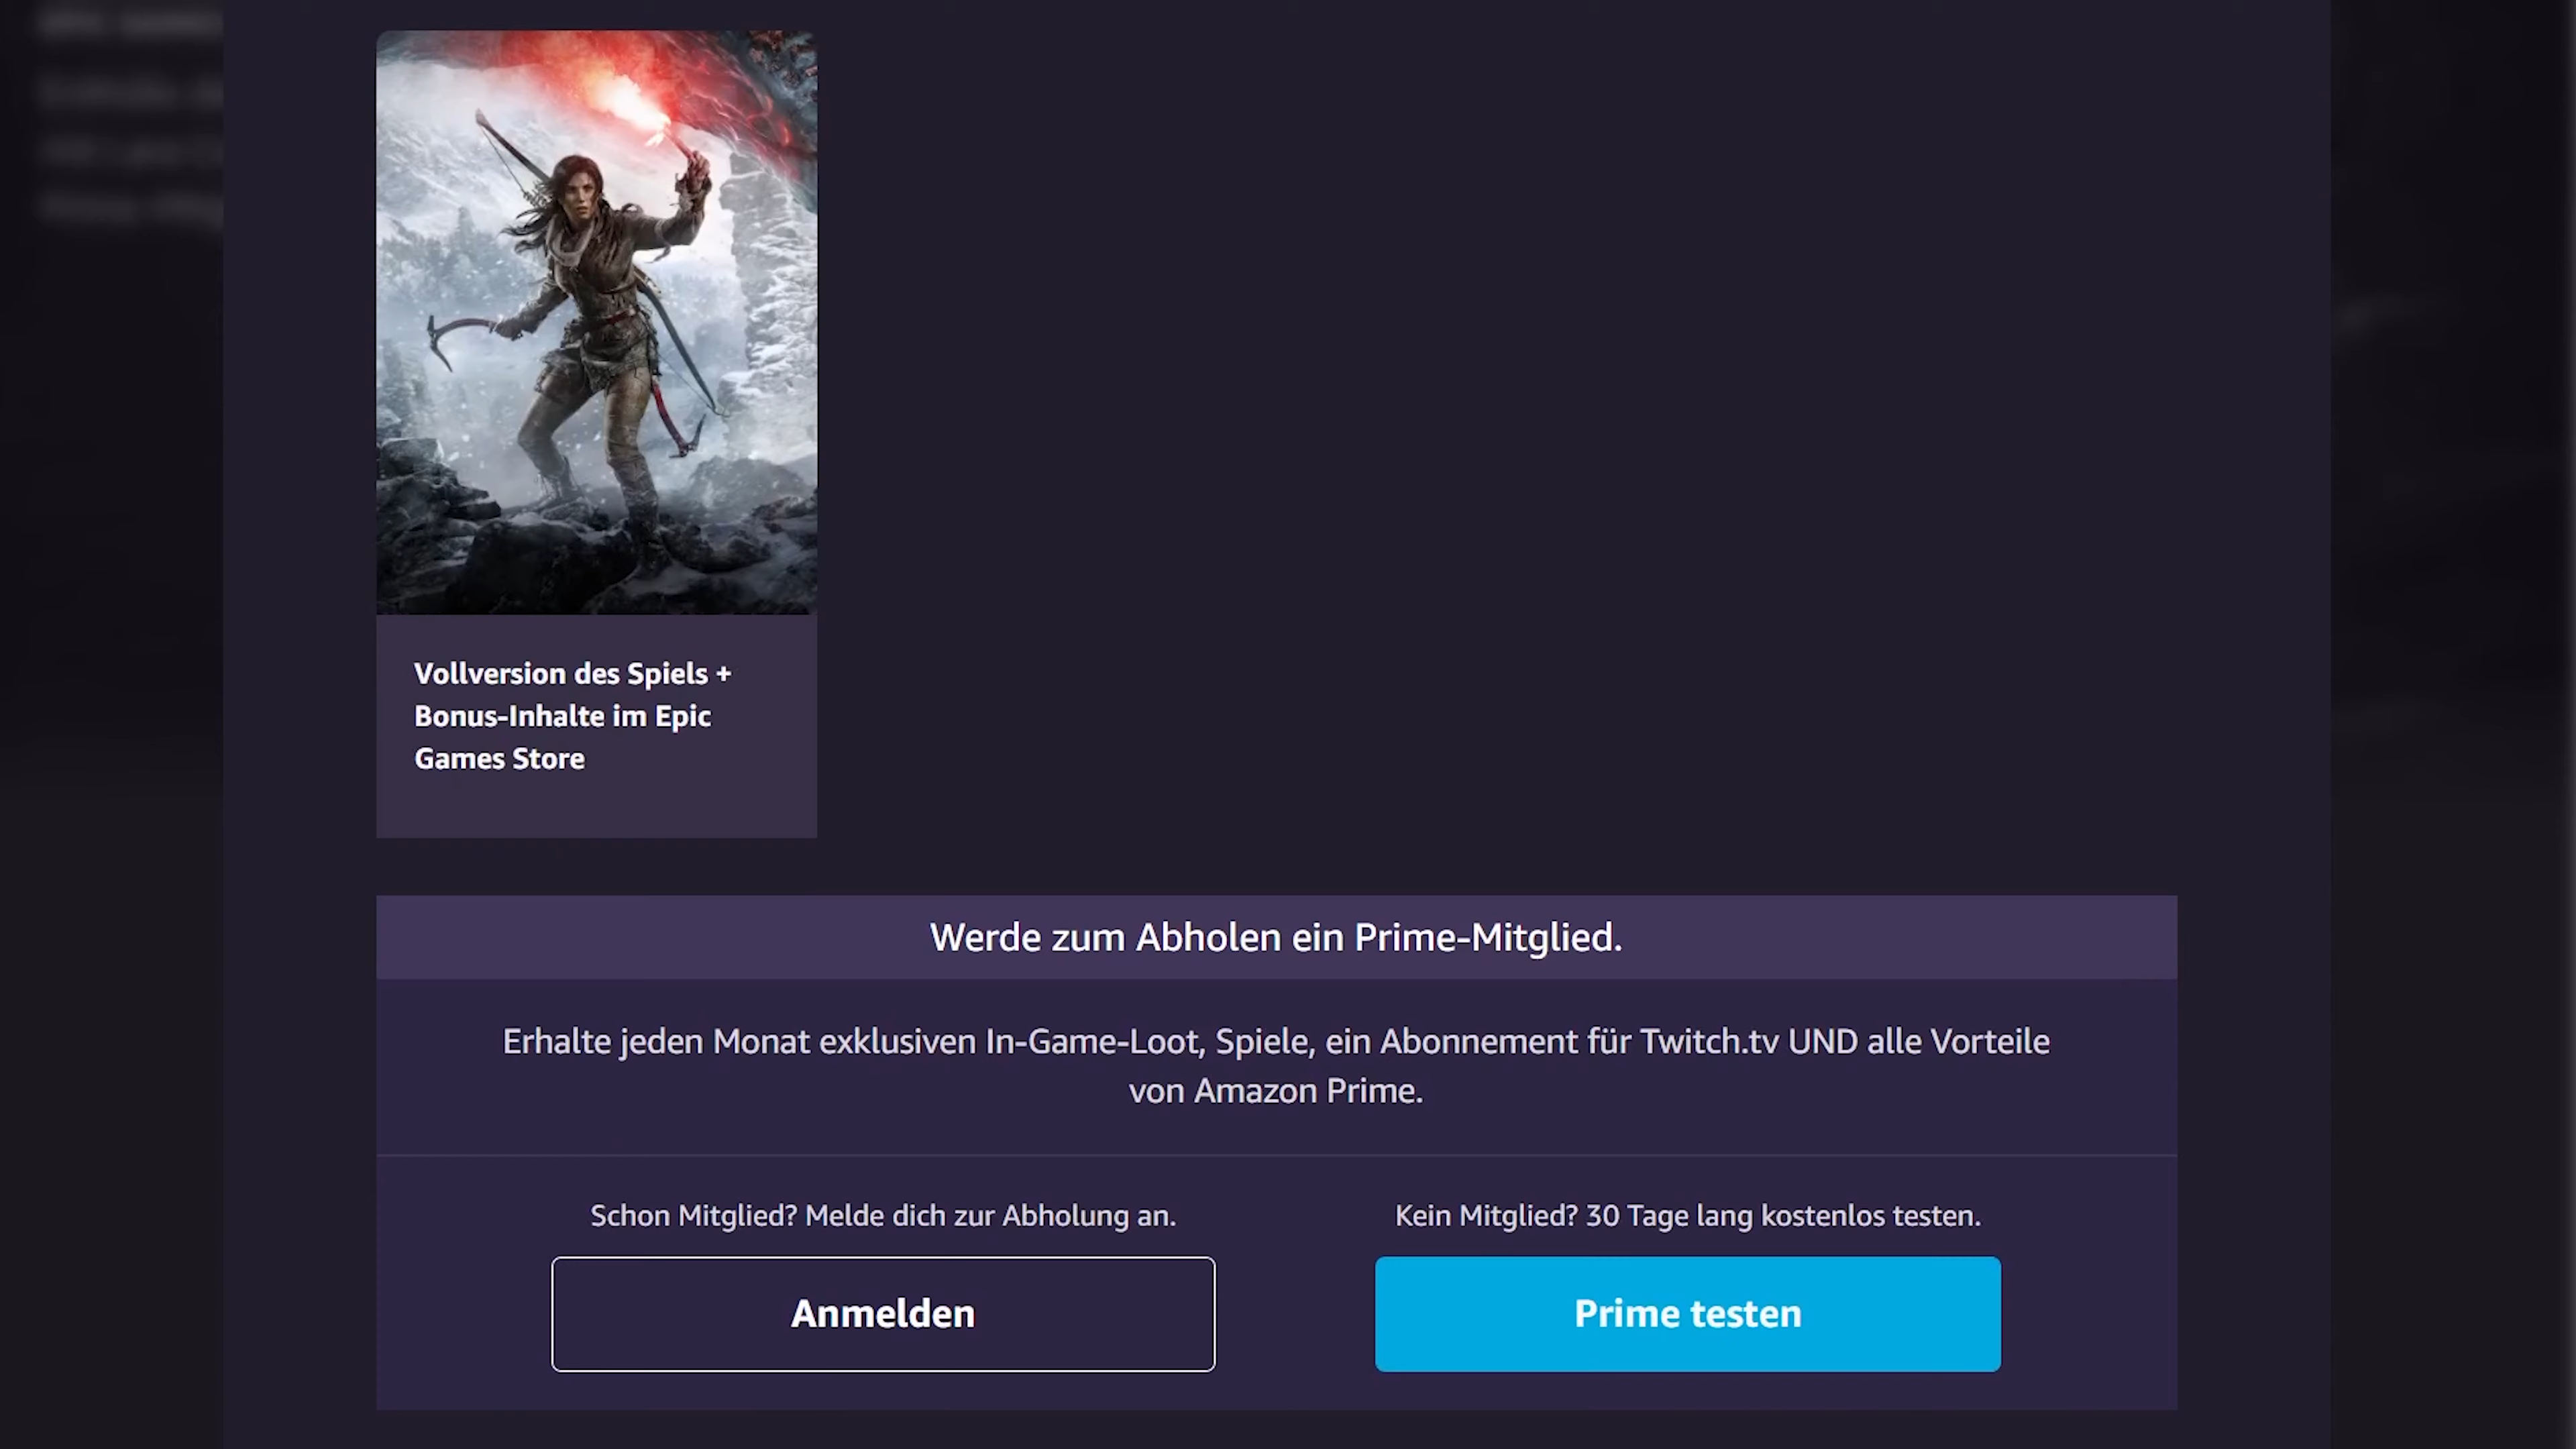 Vollversion des Spiels +
Bonus-Inhalte im Epic
Games Store
Werde zum Abholen ein Prime-Mitglied.
Erhalte jeden Monat exklusiven In-Game-Loot, Spiele, ein Abonnement für Twitch.tv UND alle Vorteile
von Amazon Prime.
Schon Mitglied? Melde dich zur Abholung an.
Kein Mitglied? 30 Tage lang kostenlos testen.
Anmelden
Prime testen